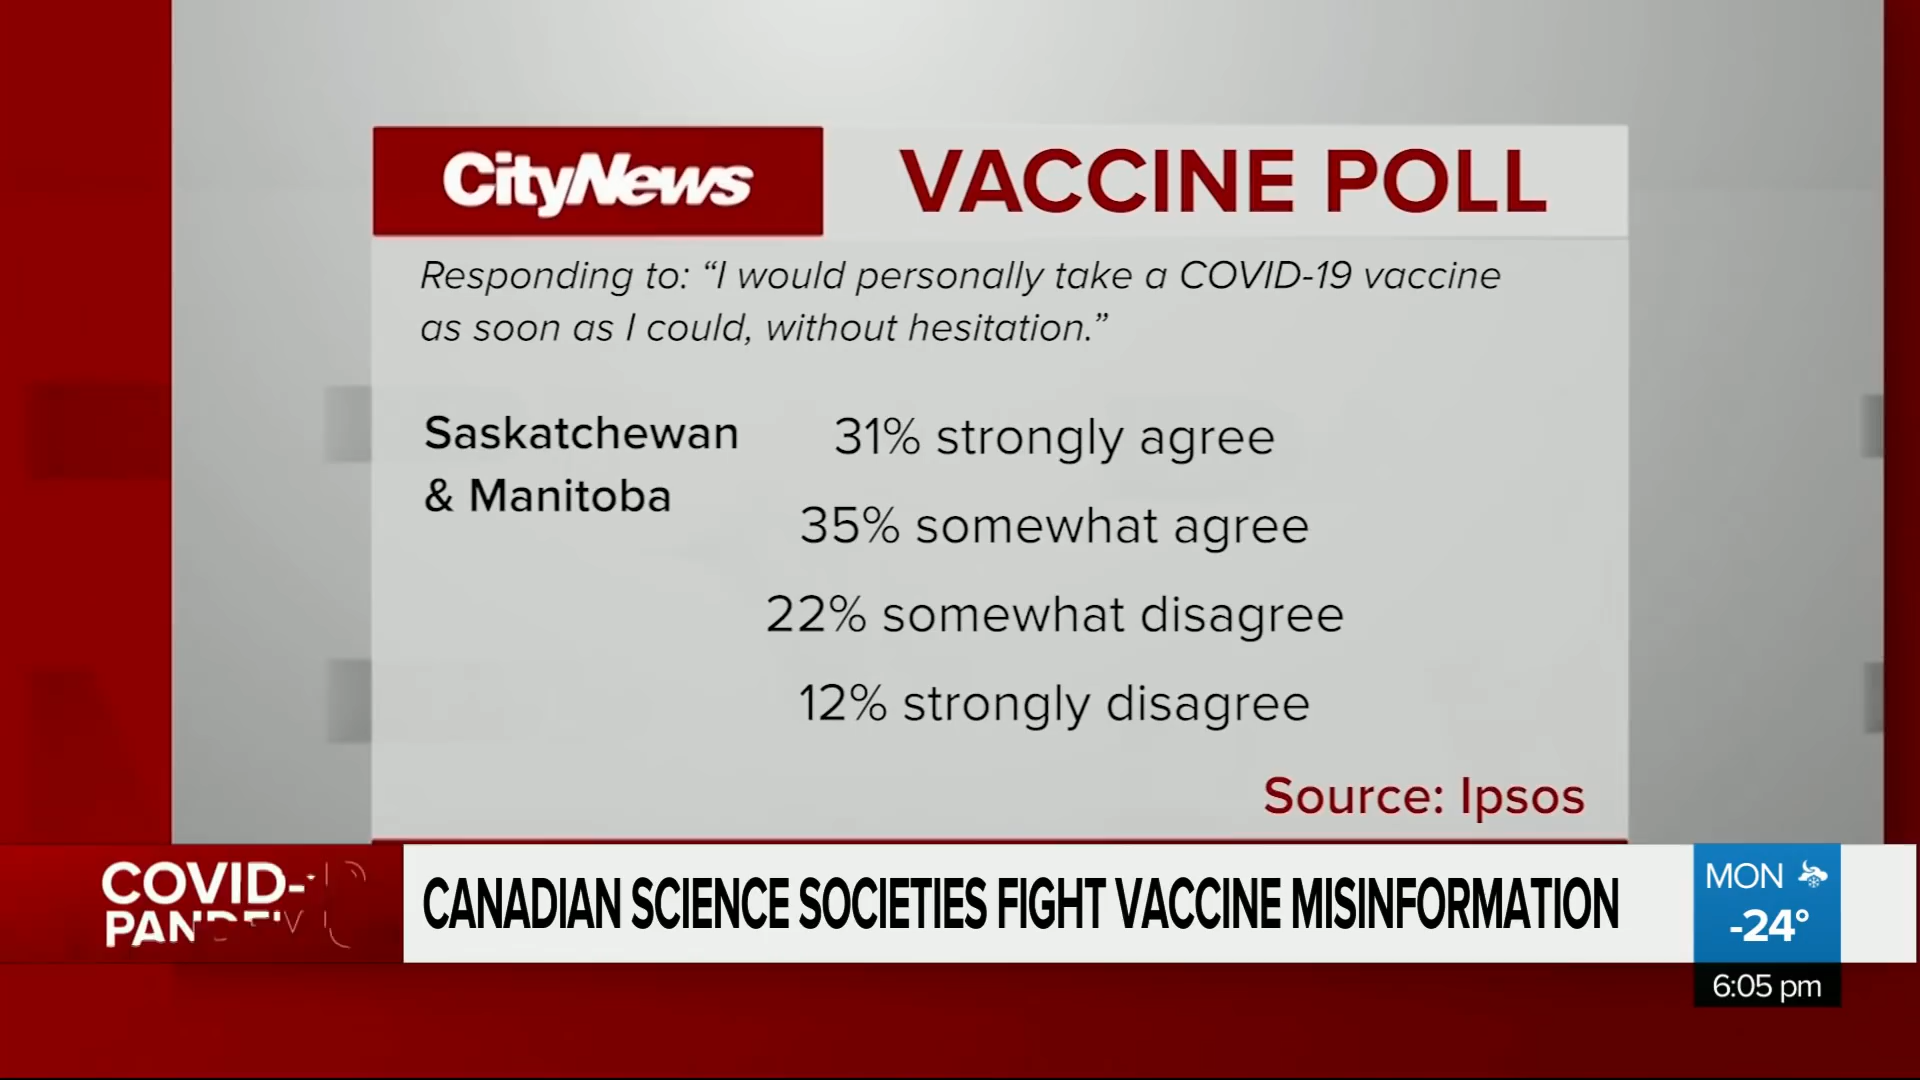 CityNews
VACCINE POLL
Responding to: “I would personally take a COVID-19 vaccine
as soon as I could, without hesitation.”
Saskatchewan
& Manitoba
31% strongly agree
35% somewhat agree
22% somewhat disagree
12% strongly disagree
Source: Ipsos
COVID-
CANADIAN SCIENCE SOCIETIES FIGHT VACCINE MISINFORMATION
MON
-24°
6:05 pm